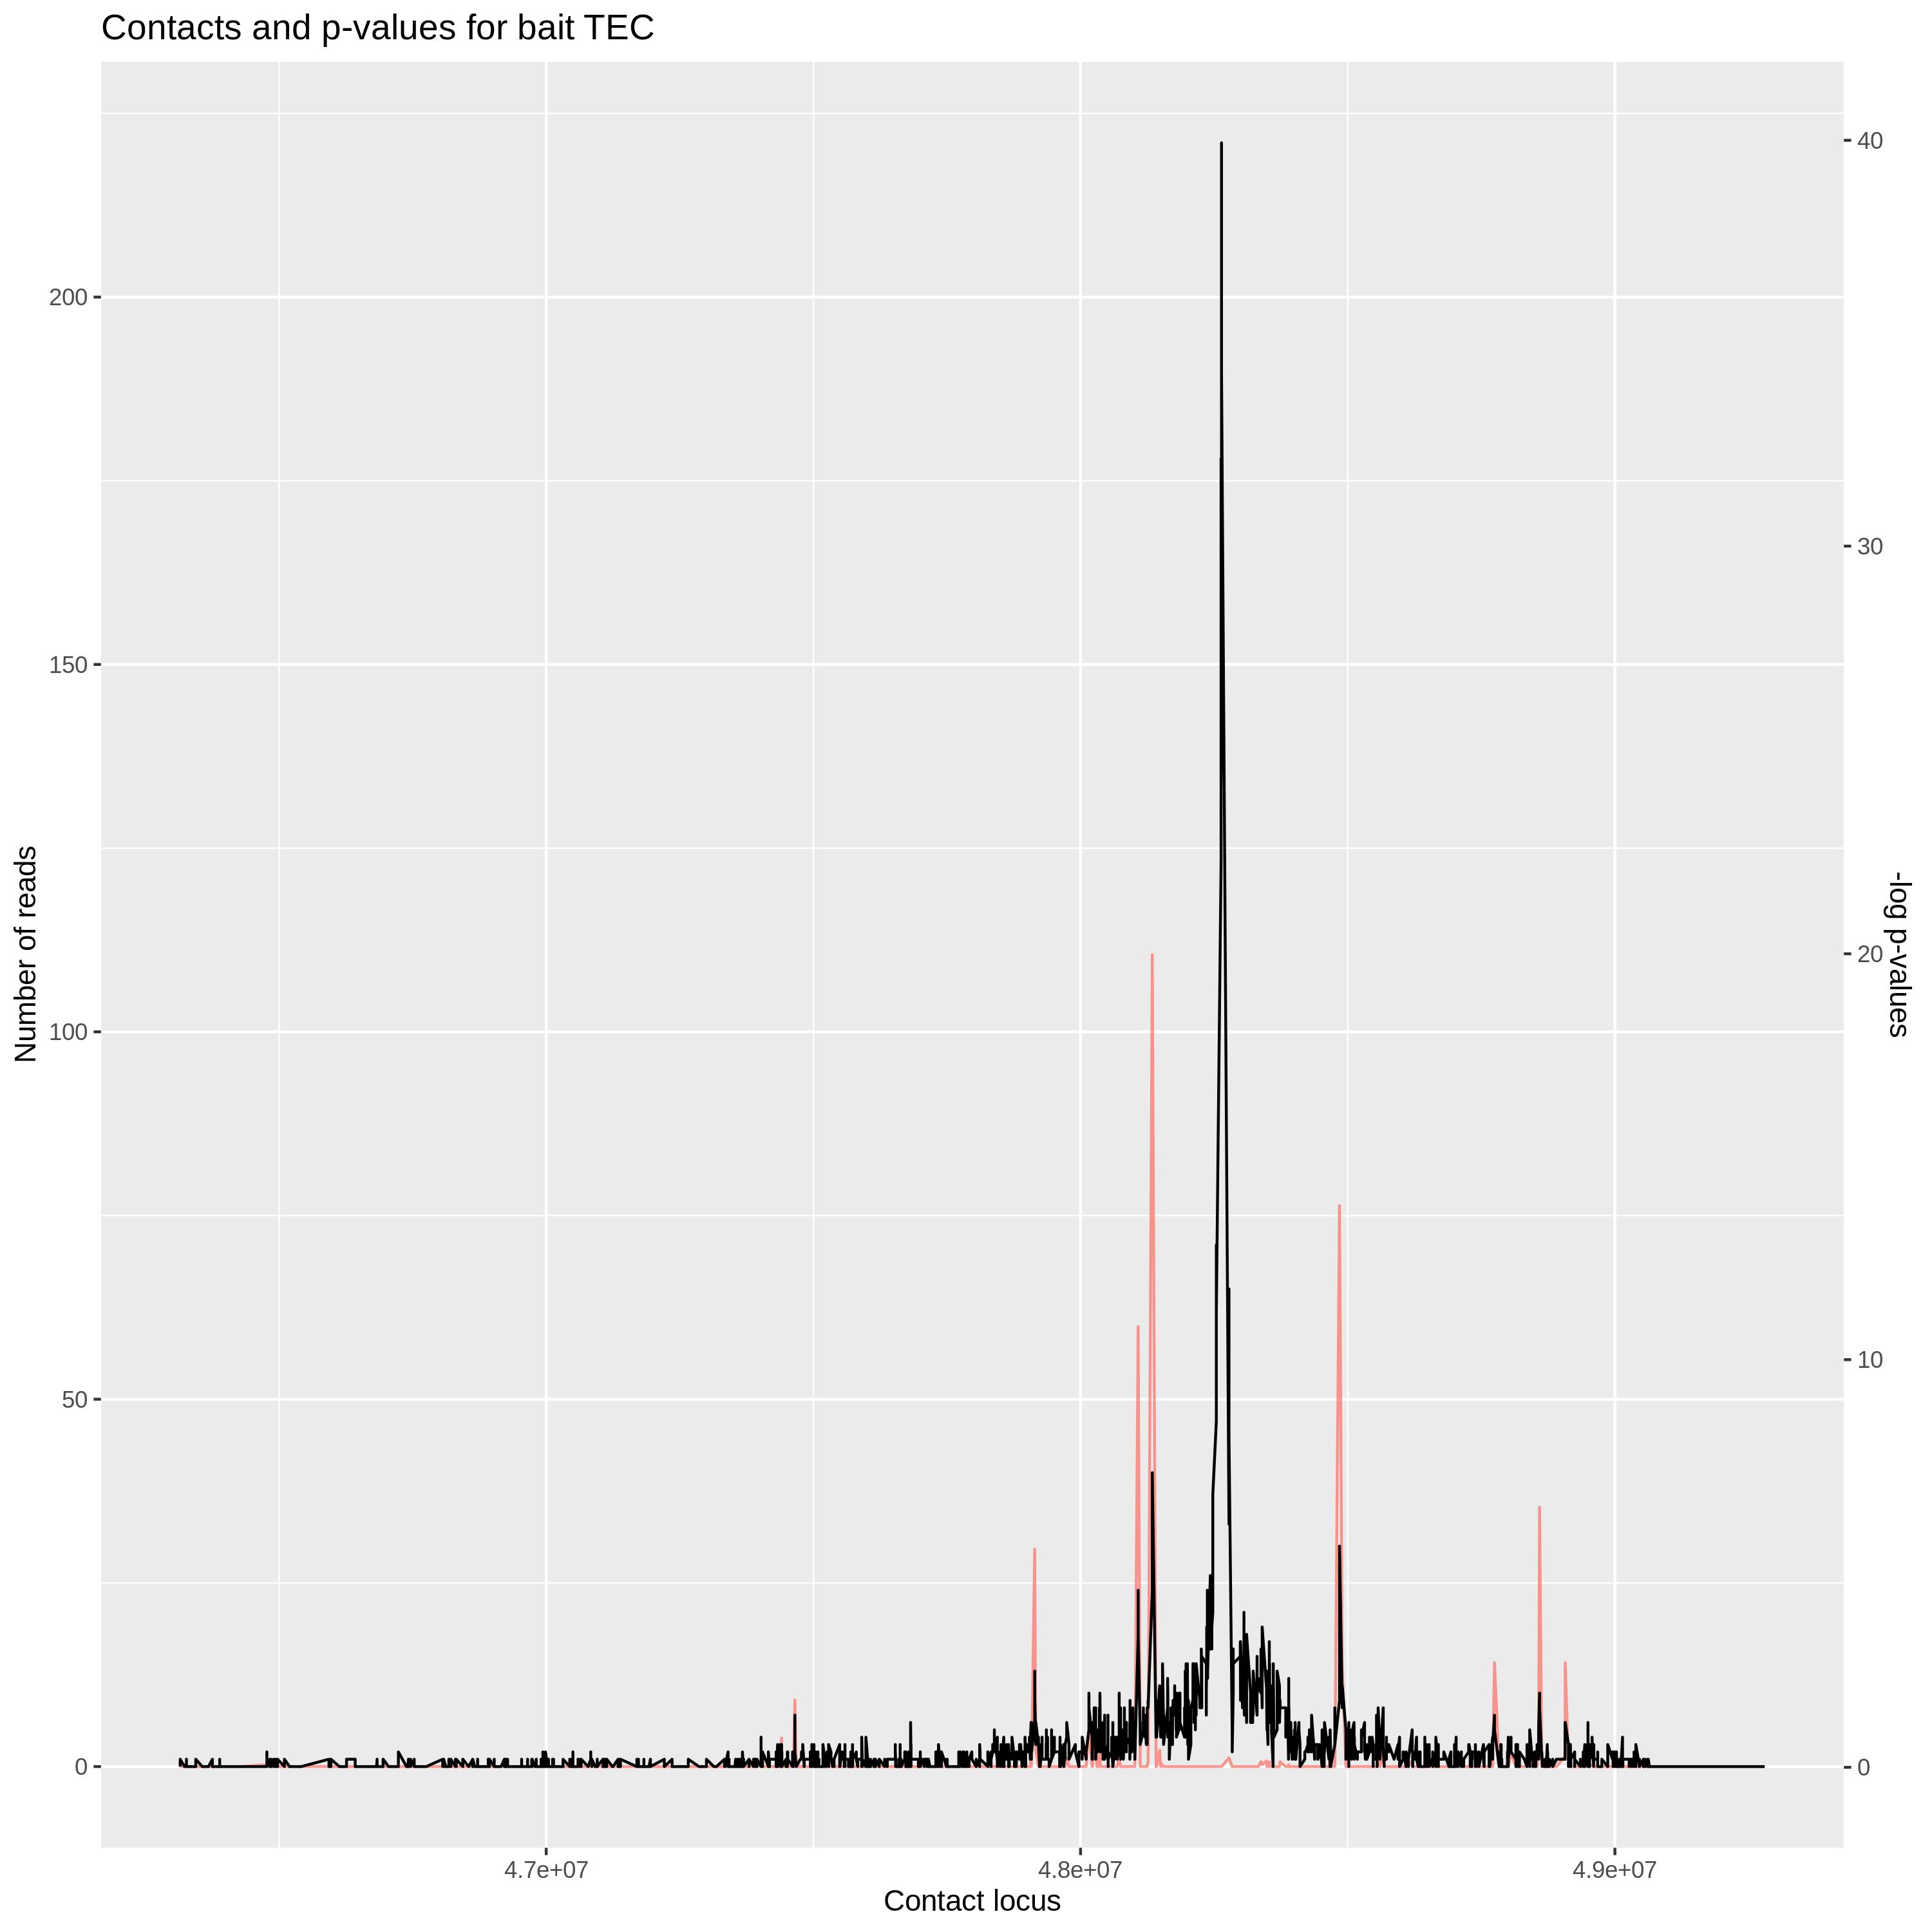 Contacts and p-values for bait TEC
200
150
100
50
0
Number of reads
40
30
20
10
0
-log p-values
4.7e+07
4.8e+07
4.9e+07
Contact locus